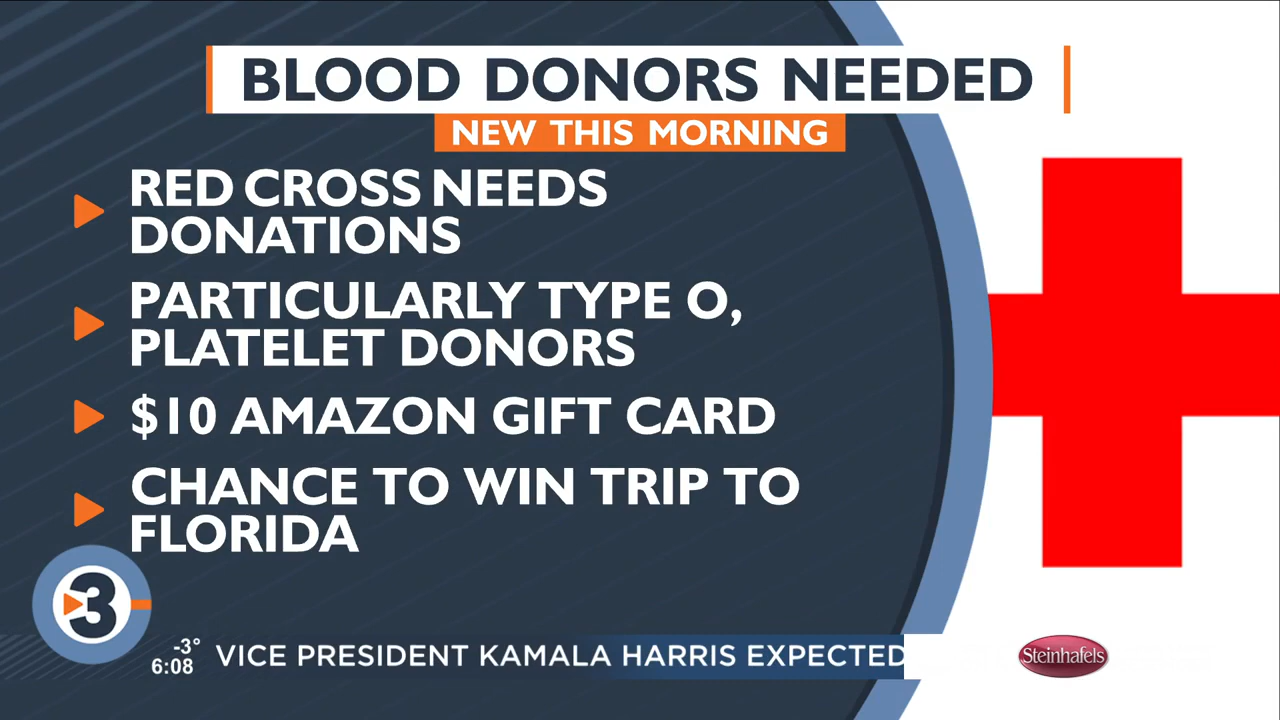 BLOOD DONORS NEEDED
NEW THIS MORNING
RED CROSS NEEDS
DONATIONS
PARTICULARLY TYPE O,
PLATELET DONORS
$10 AMAZON GIFT CARD
CHANCE TO WIN TRIP TO
FLORIDA
3
-3°
6:08
VICE PRESIDENT KAMALA HARRIS EXPECTED
Steinhafels